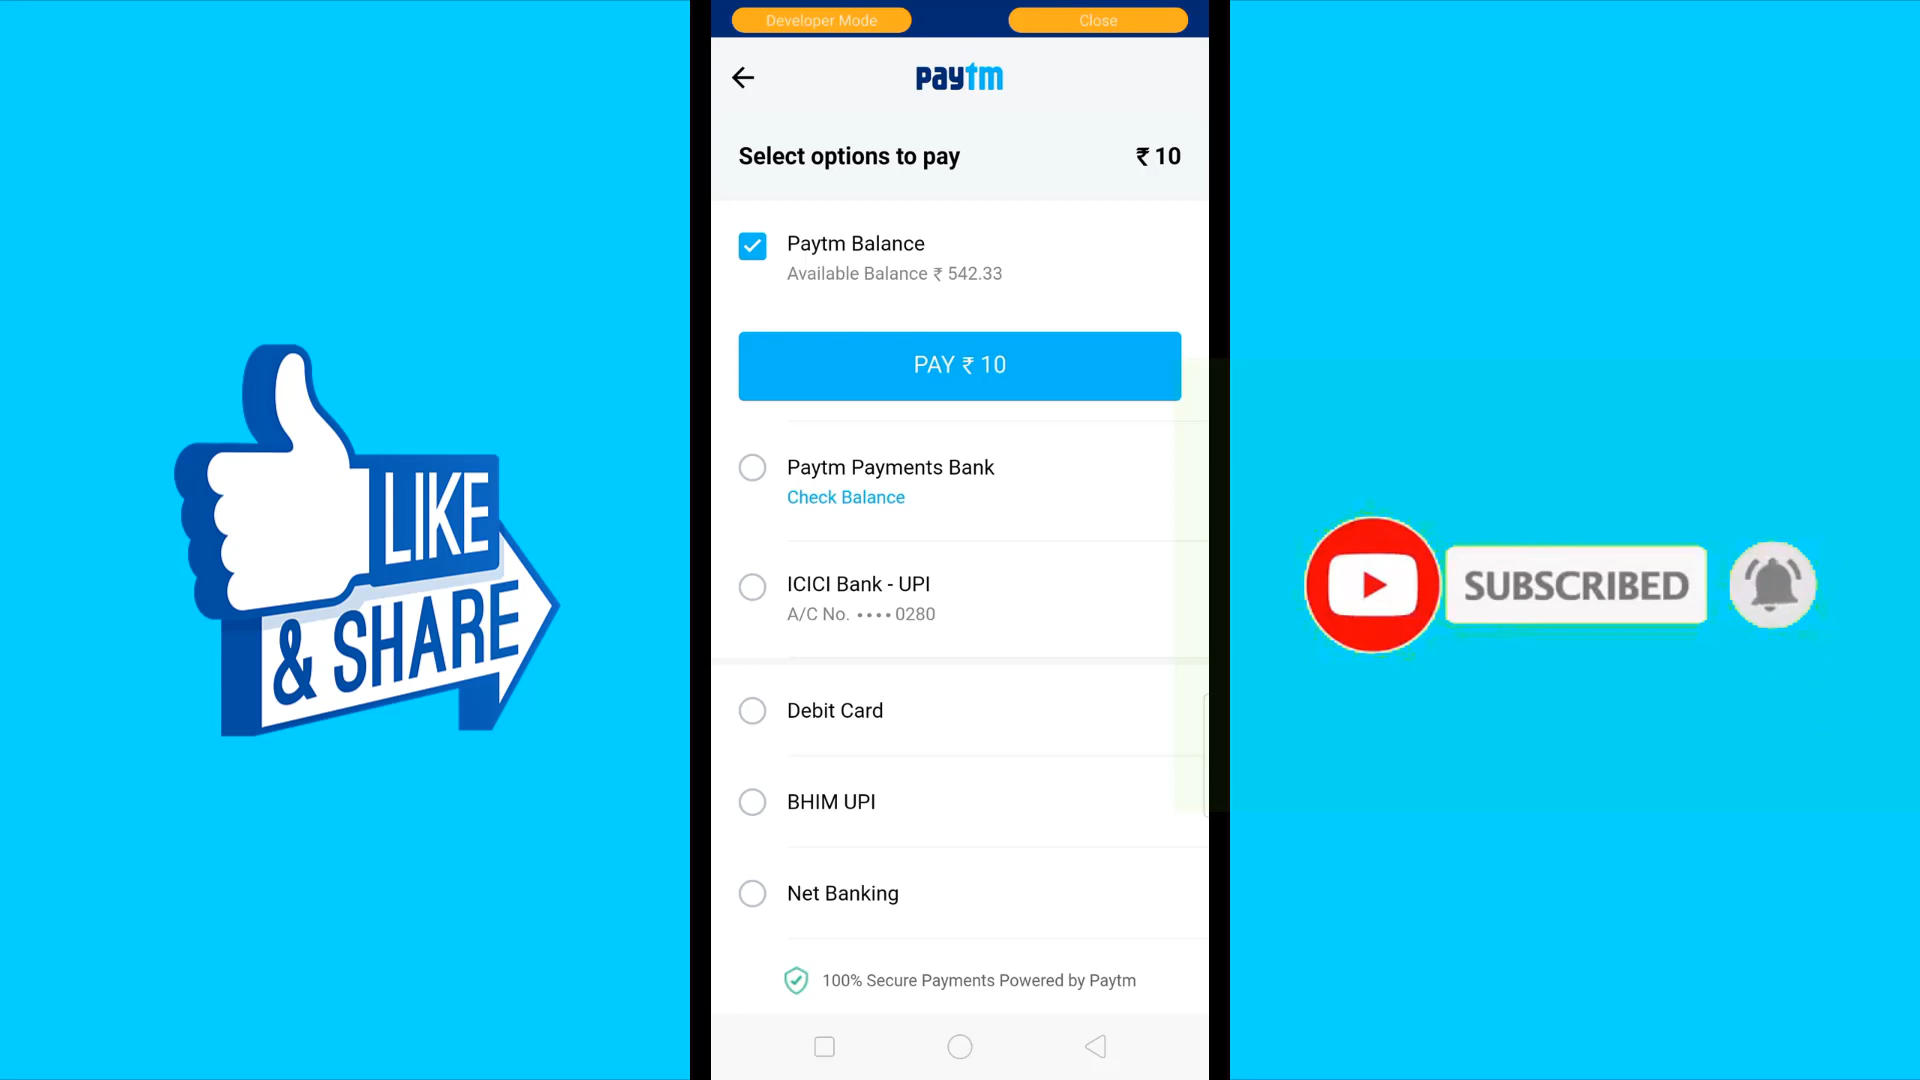 Developer Mode
Close
paytm
Select options to pay
₹ 10
Paytm Balance
Available Balance ₹ 542.33
PAY ₹ 10
Paytm Payments Bank
Check Balance
ICICI Bank - UPI
A/C No. •••• 0280
Debit Card
BHIM UPI
Net Banking
100% Secure Payments Powered by Paytm
LIKE
& SHARE
SUBSCRIBED